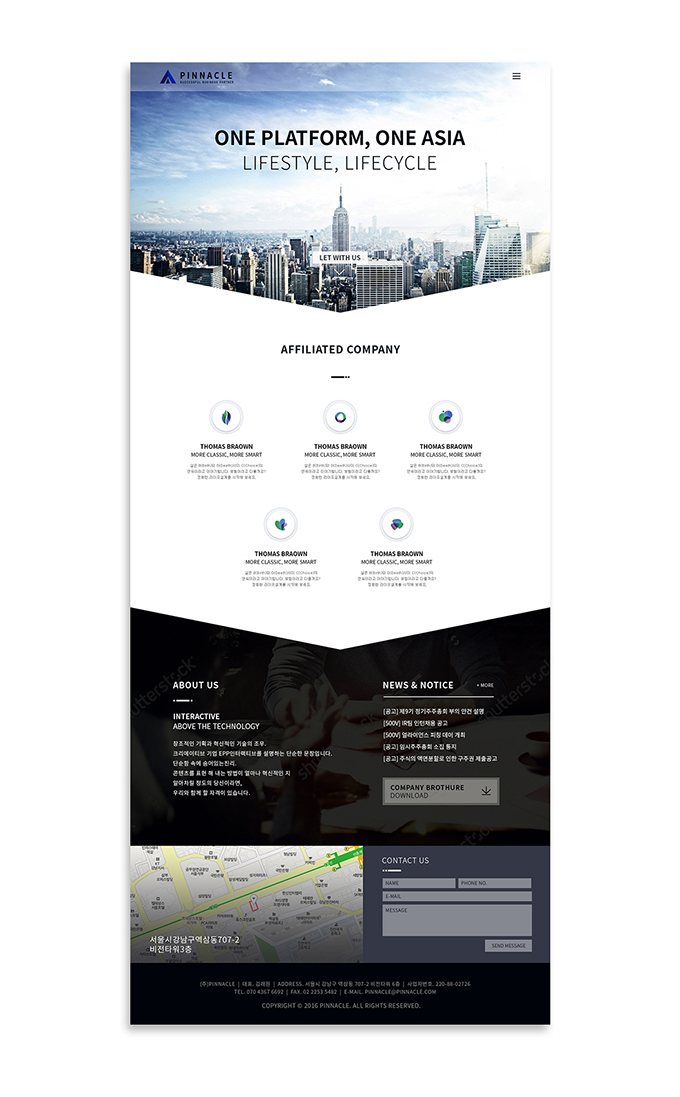 PINNACLE
SUCCESSFUL BUSINESS PARTNER
ONE PLATFORM, ONE ASIA
LIFESTYLE, LIFECYCLE
LET WITH US
AFFILIATED COMPANY
THOMAS BRAOWN
MORE CLASSIC, MORE SMART
THOMAS BRAOWN
MORE CLASSIC, MORE SMART
THOMAS BRAOWN
MORE CLASSIC, MORE SMART
THOMAS BRAOWN
MORE CLASSIC, MORE SMART
THOMAS BRAOWN
MORE CLASSIC, MORE SMART
ABOUT US
INTERACTIVE
ABOVE THE TECHNOLOGY
창조적인 기획과 혁신적인 기술의 조우.
크리에이티브 기업 EPP인터랙티브를 설명하는 단순한 문장입니다.
단순함 속에 숨어있는진리.
콘텐츠를 표현 해 내는 방법이 얼마나 혁신적인 지
알아차릴 정도의 당신이라면,
우리와 함께 할 자격이 있습니다.
NEWS & NOTICE
+ MORE
[공고] 제9기 정기주주총회 부의 안건 설명
[500V] IR팀 인턴채용 공고
[500V] 얼라이언스 피칭 데이 개최
[공고] 임시주주총회 소집 통지
[공고] 주식의 액면분할로 인한 구주권 제출공고
COMPANY BROTHURE
DOWNLOAD
서울시강남구역삼동707-2
비전타워3층
CONTACT US
NAME
PHONE NO.
E-MAIL
MESSAGE
SEND MESSAGE
(주)PINNACLE | 대표. 김래원 | ADDRESS. 서울시 강남구 역삼동 707-2 비전타워 6층 | 사업자번호. 220-88-02726
TEL. 070 4367 6692 | FAX. 02 2253 5482 | E-MAIL. PINNACLE@PINNACLE.COM
COPYRIGHT © 2016 PINNACLE. ALL RIGHTS RESERVED.